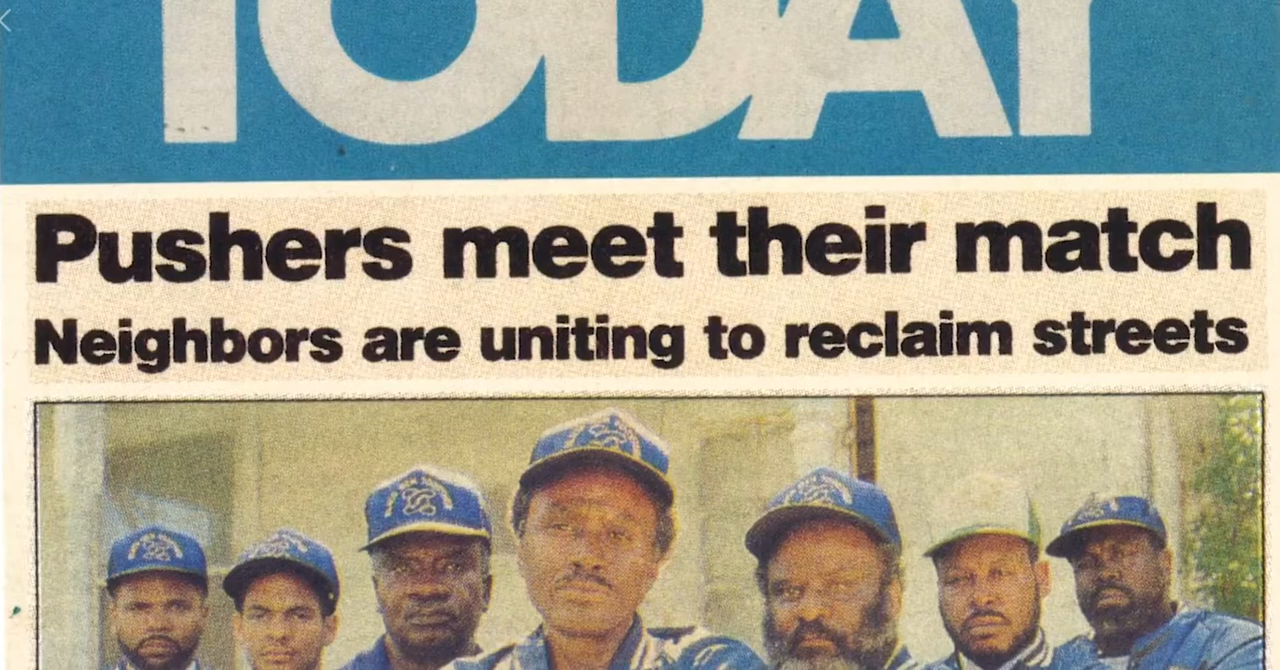 TODAY
Pushers meet their match
Neighbors are uniting to reclaim streets